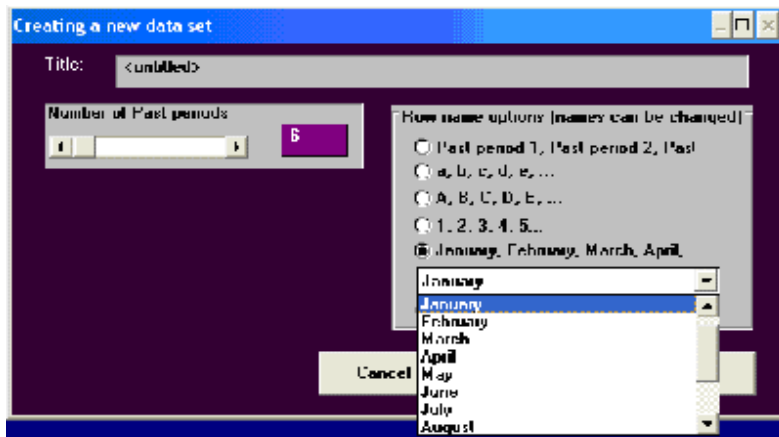 Creating a new data set
Title: <untitled>
Number of Past periods
6
Row name options (names can be changed)
Past period 1, Past period 2, Past
a, b, c, d, e, ...
A, B, C, D, E, ...
1, 2, 3, 4, 5...
January, February, March, April,
January
January
February
March
April
May
June
July
August
Cancel